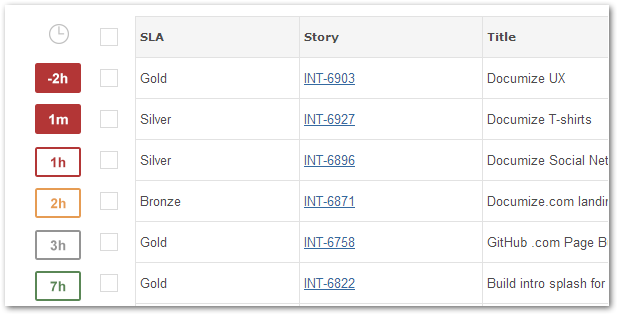 SLA Story Title
-2h Gold INT-6903 Documize UX
1m Silver INT-6927 Documize T-shirts
1h Silver INT-6896 Documize Social Net
2h Bronze INT-6871 Documize.com landin
3h Gold INT-6758 GitHub .com Page B
7h Gold INT-6822 Build intro splash for